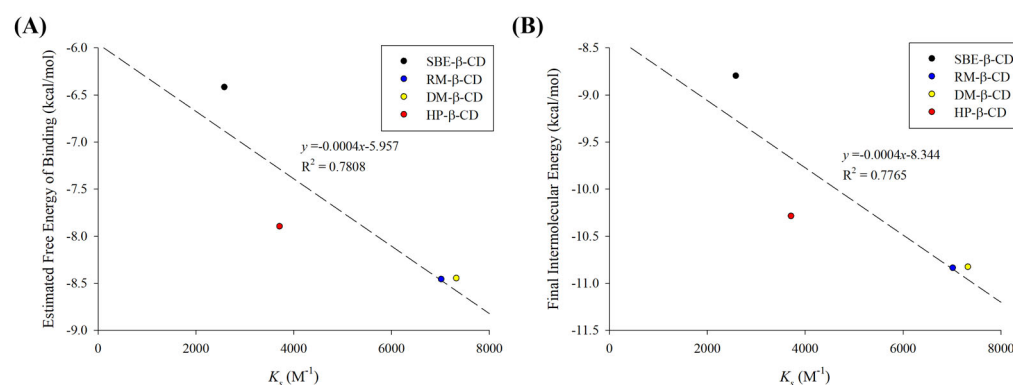 (A)
Estimated Free Energy of Binding (kcal/mol)
-6.0
-6.5
-7.0
-7.5
-8.0
-8.5
-9.0
SBE-β-CD
RM-β-CD
DM-β-CD
HP-β-CD
y =-0.0004x-5.957
R² = 0.7808
0
2000
4000
6000
8000
Ks (M⁻¹)
(B)
Final Intermolecular Energy (kcal/mol)
-8.5
-9.0
-9.5
-10.0
-10.5
-11.0
-11.5
SBE-β-CD
RM-β-CD
DM-β-CD
HP-β-CD
y =-0.0004x-8.344
R² = 0.7765
0
2000
4000
6000
8000
Ks (M⁻¹)